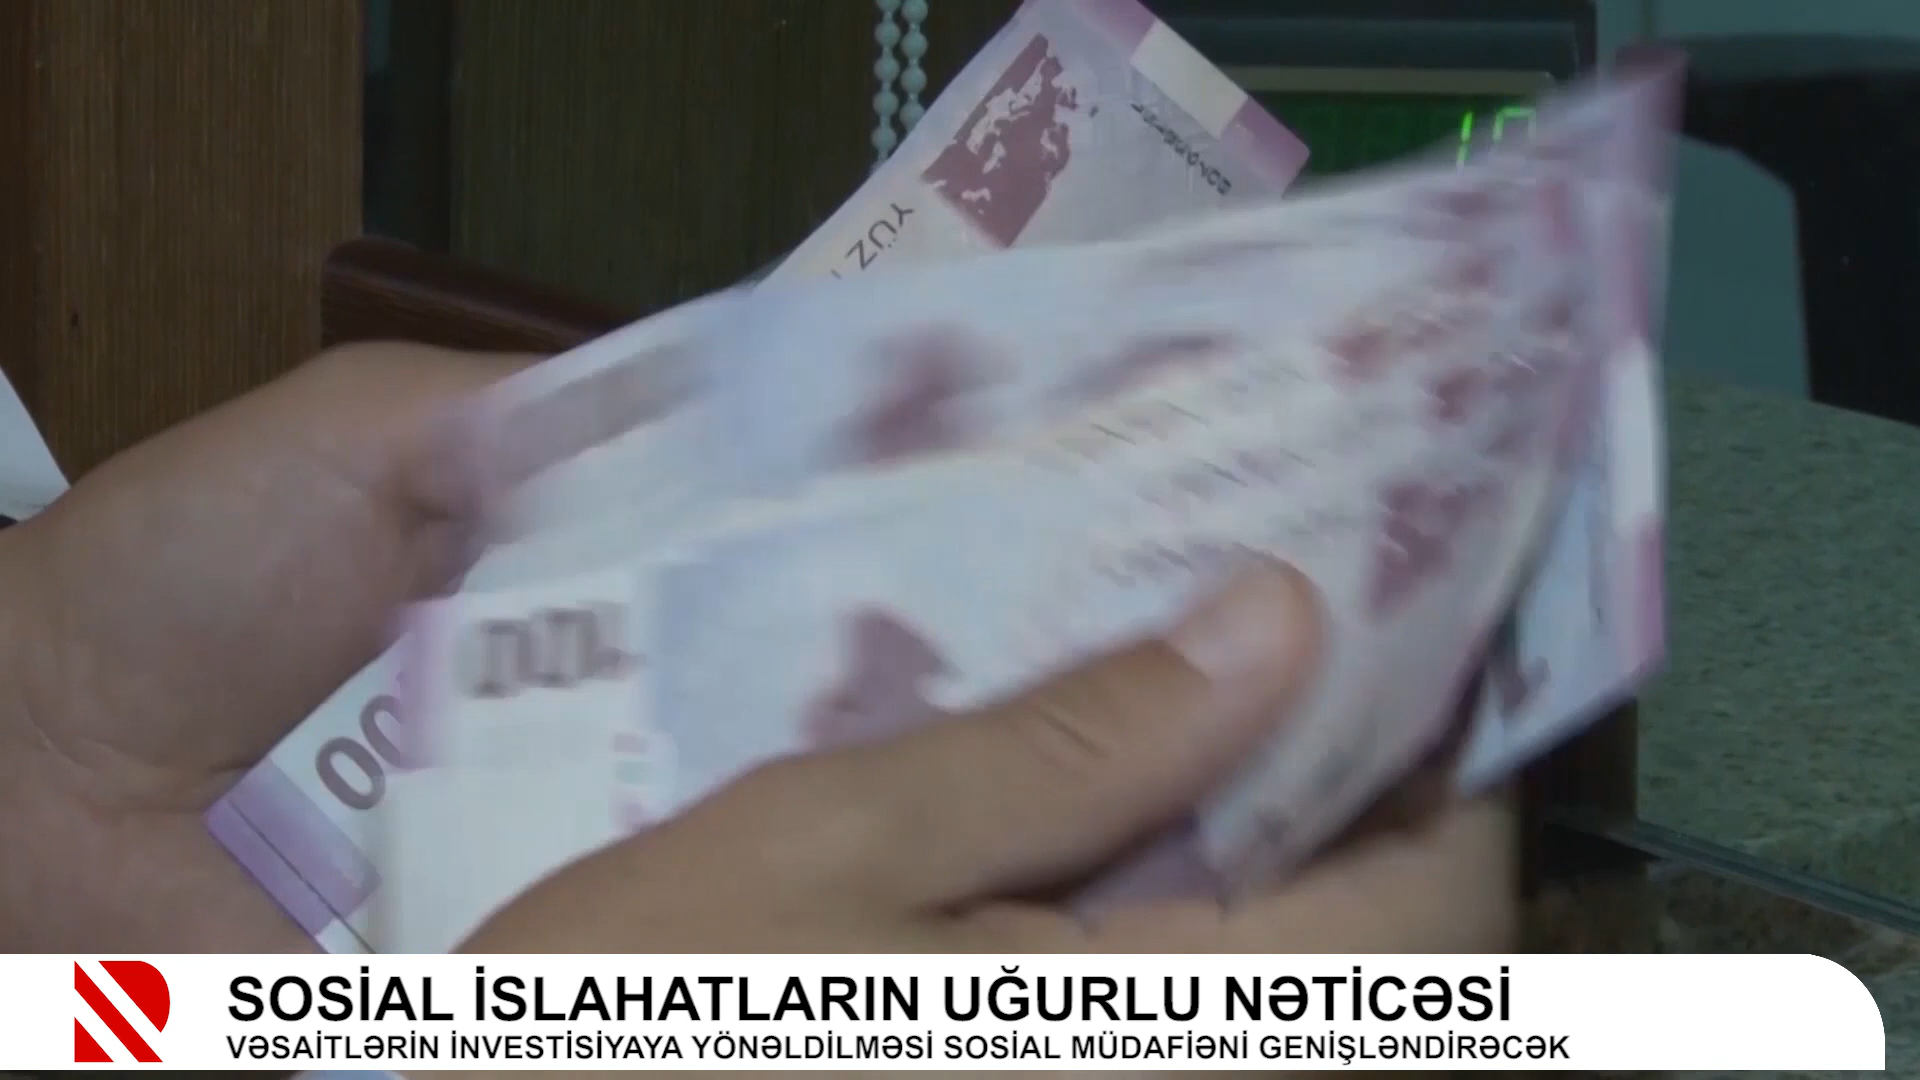 YÜZ
00
SOSİAL İSLAHATLARIN UĞURLU NƏTİCƏSİ
VƏSAİTLƏRİN İNVESTİSİYAYA YÖNƏLDİLMƏSİ SOSİAL MÜDAFİƏNİ GENİŞLƏNDİRƏCƏK